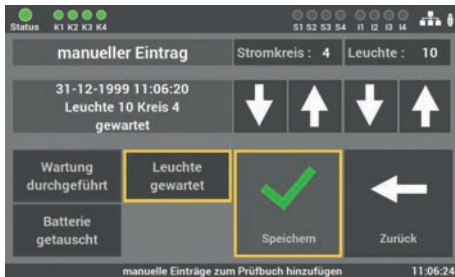 Status K1 K2 K3 K4 S1 S2 S3 S4 I1 I2 I3 I4
manueller Eintrag Stromkreis : 4 Leuchte : 10
31-12-1999 11:06:20
Leuchte 10 Kreis 4
gewartet
Wartung
durchgeführt
Leuchte
gewartet
Batterie
getauscht
Speichern
Zurück
manuelle Einträge zum Prüfbuch hinzufügen 11:06:24